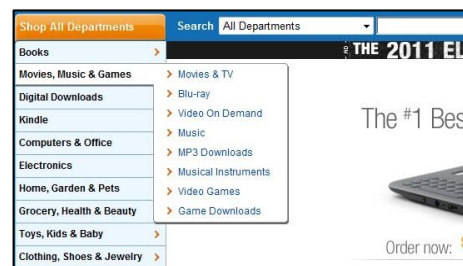 Shop All Departments
Search All Departments
Books
THE 2011 EL
Movies, Music & Games
Movies & TV
Digital Downloads
Blu-ray
Kindle
Video On Demand
The #1 Bes
Computers & Office
Music
MP3 Downloads
Electronics
Musical Instruments
Home, Garden & Pets
Video Games
Grocery, Health & Beauty
Game Downloads
Toys, Kids & Baby
Order now:
Clothing, Shoes & Jewelry